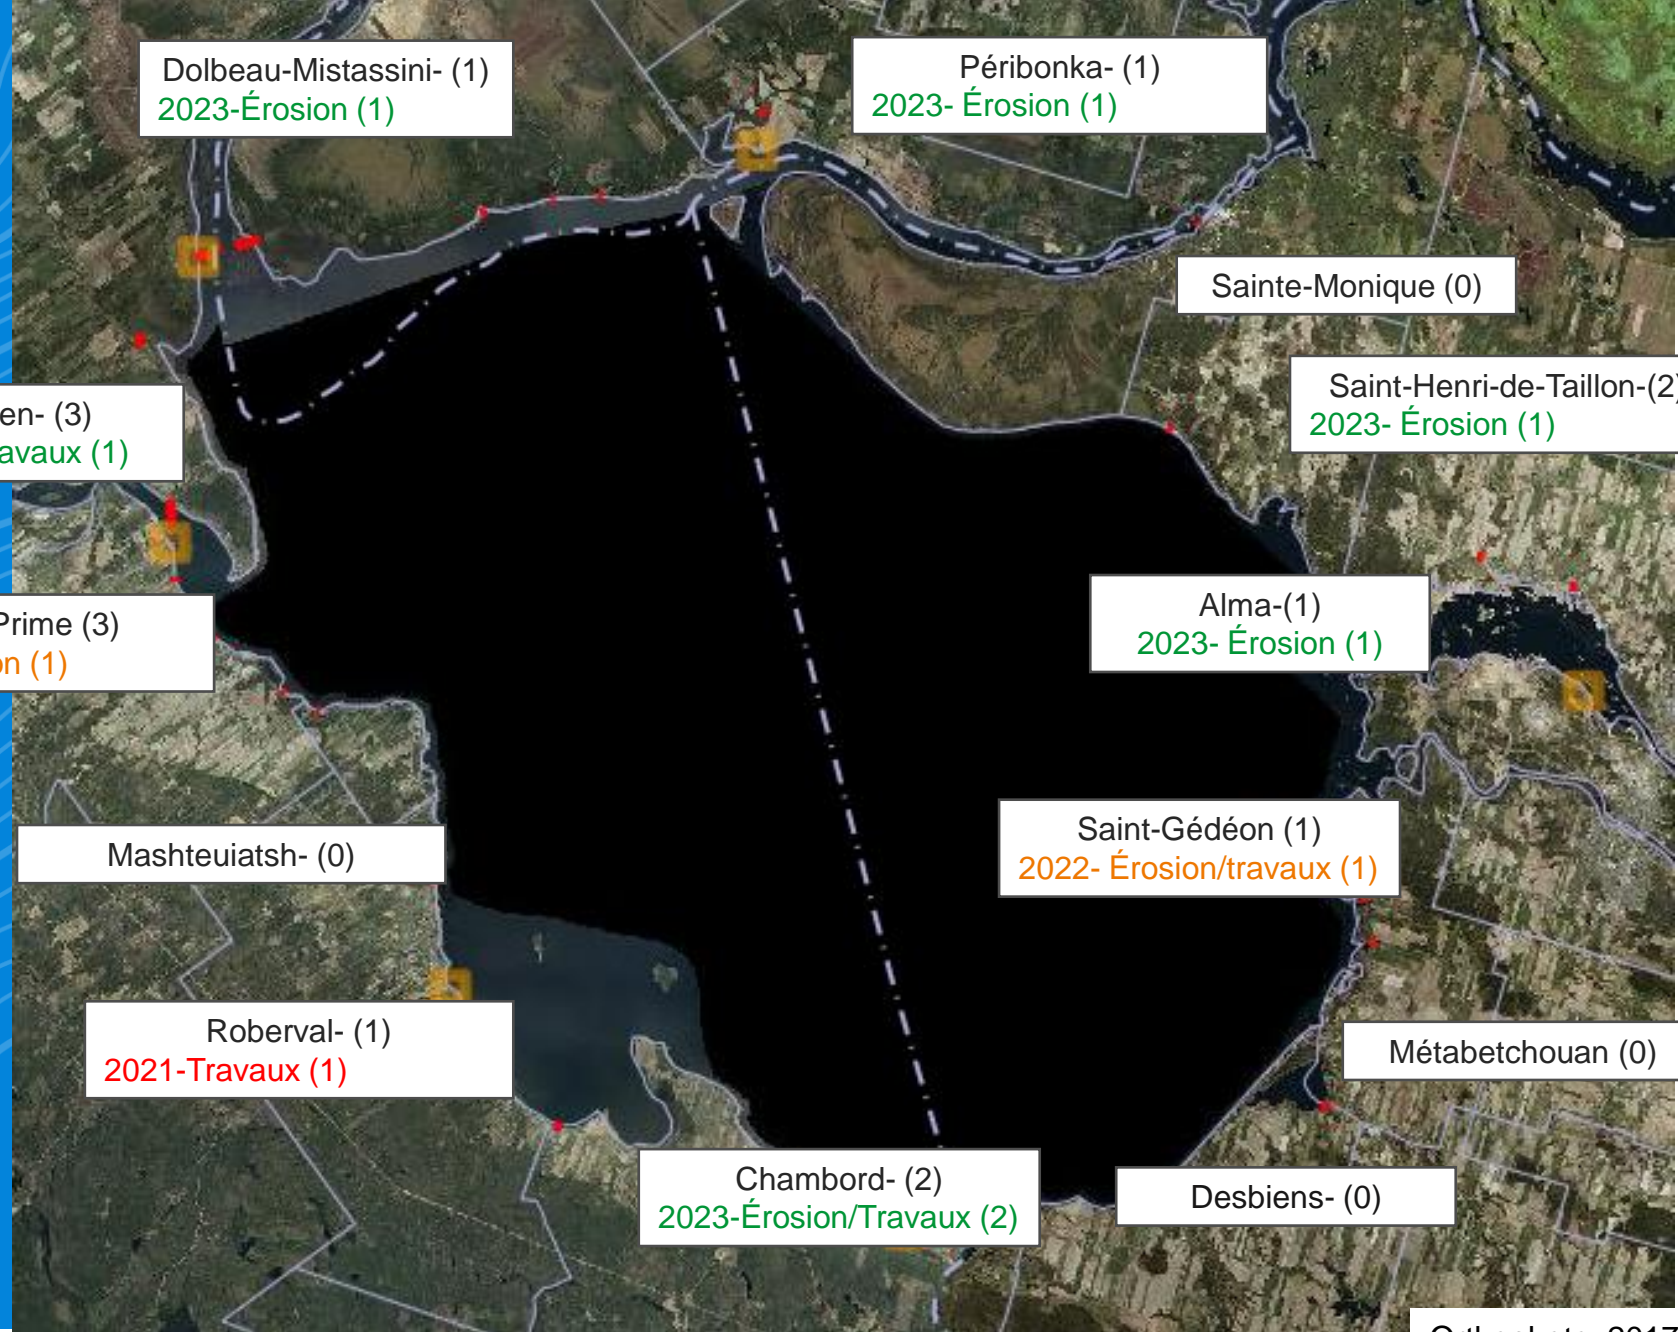 Dolbeau-Mistassini- (1)
2023-Érosion (1)
Péribonka- (1)
2023- Érosion (1)
Sainte-Monique (0)
Saint-Henri-de-Taillon-(2)
2023- Érosion (1)
en- (3)
avaux (1)
Alma-(1)
2023- Érosion (1)
Prime (3)
on (1)
Saint-Gédéon (1)
2022- Érosion/travaux (1)
Mashteuiatsh- (0)
Roberval- (1)
2021-Travaux (1)
Métabetchouan (0)
Chambord- (2)
2023-Érosion/Travaux (2)
Desbiens- (0)